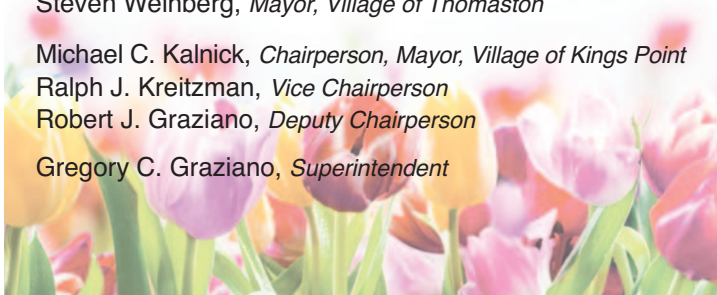 Steven Weinberg, Mayor, Village of Thomaston
Michael C. Kalnick, Chairperson, Mayor, Village of Kings Point
Ralph J. Kreitzman, Vice Chairperson
Robert J. Graziano, Deputy Chairperson
Gregory C. Graziano, Superintendent